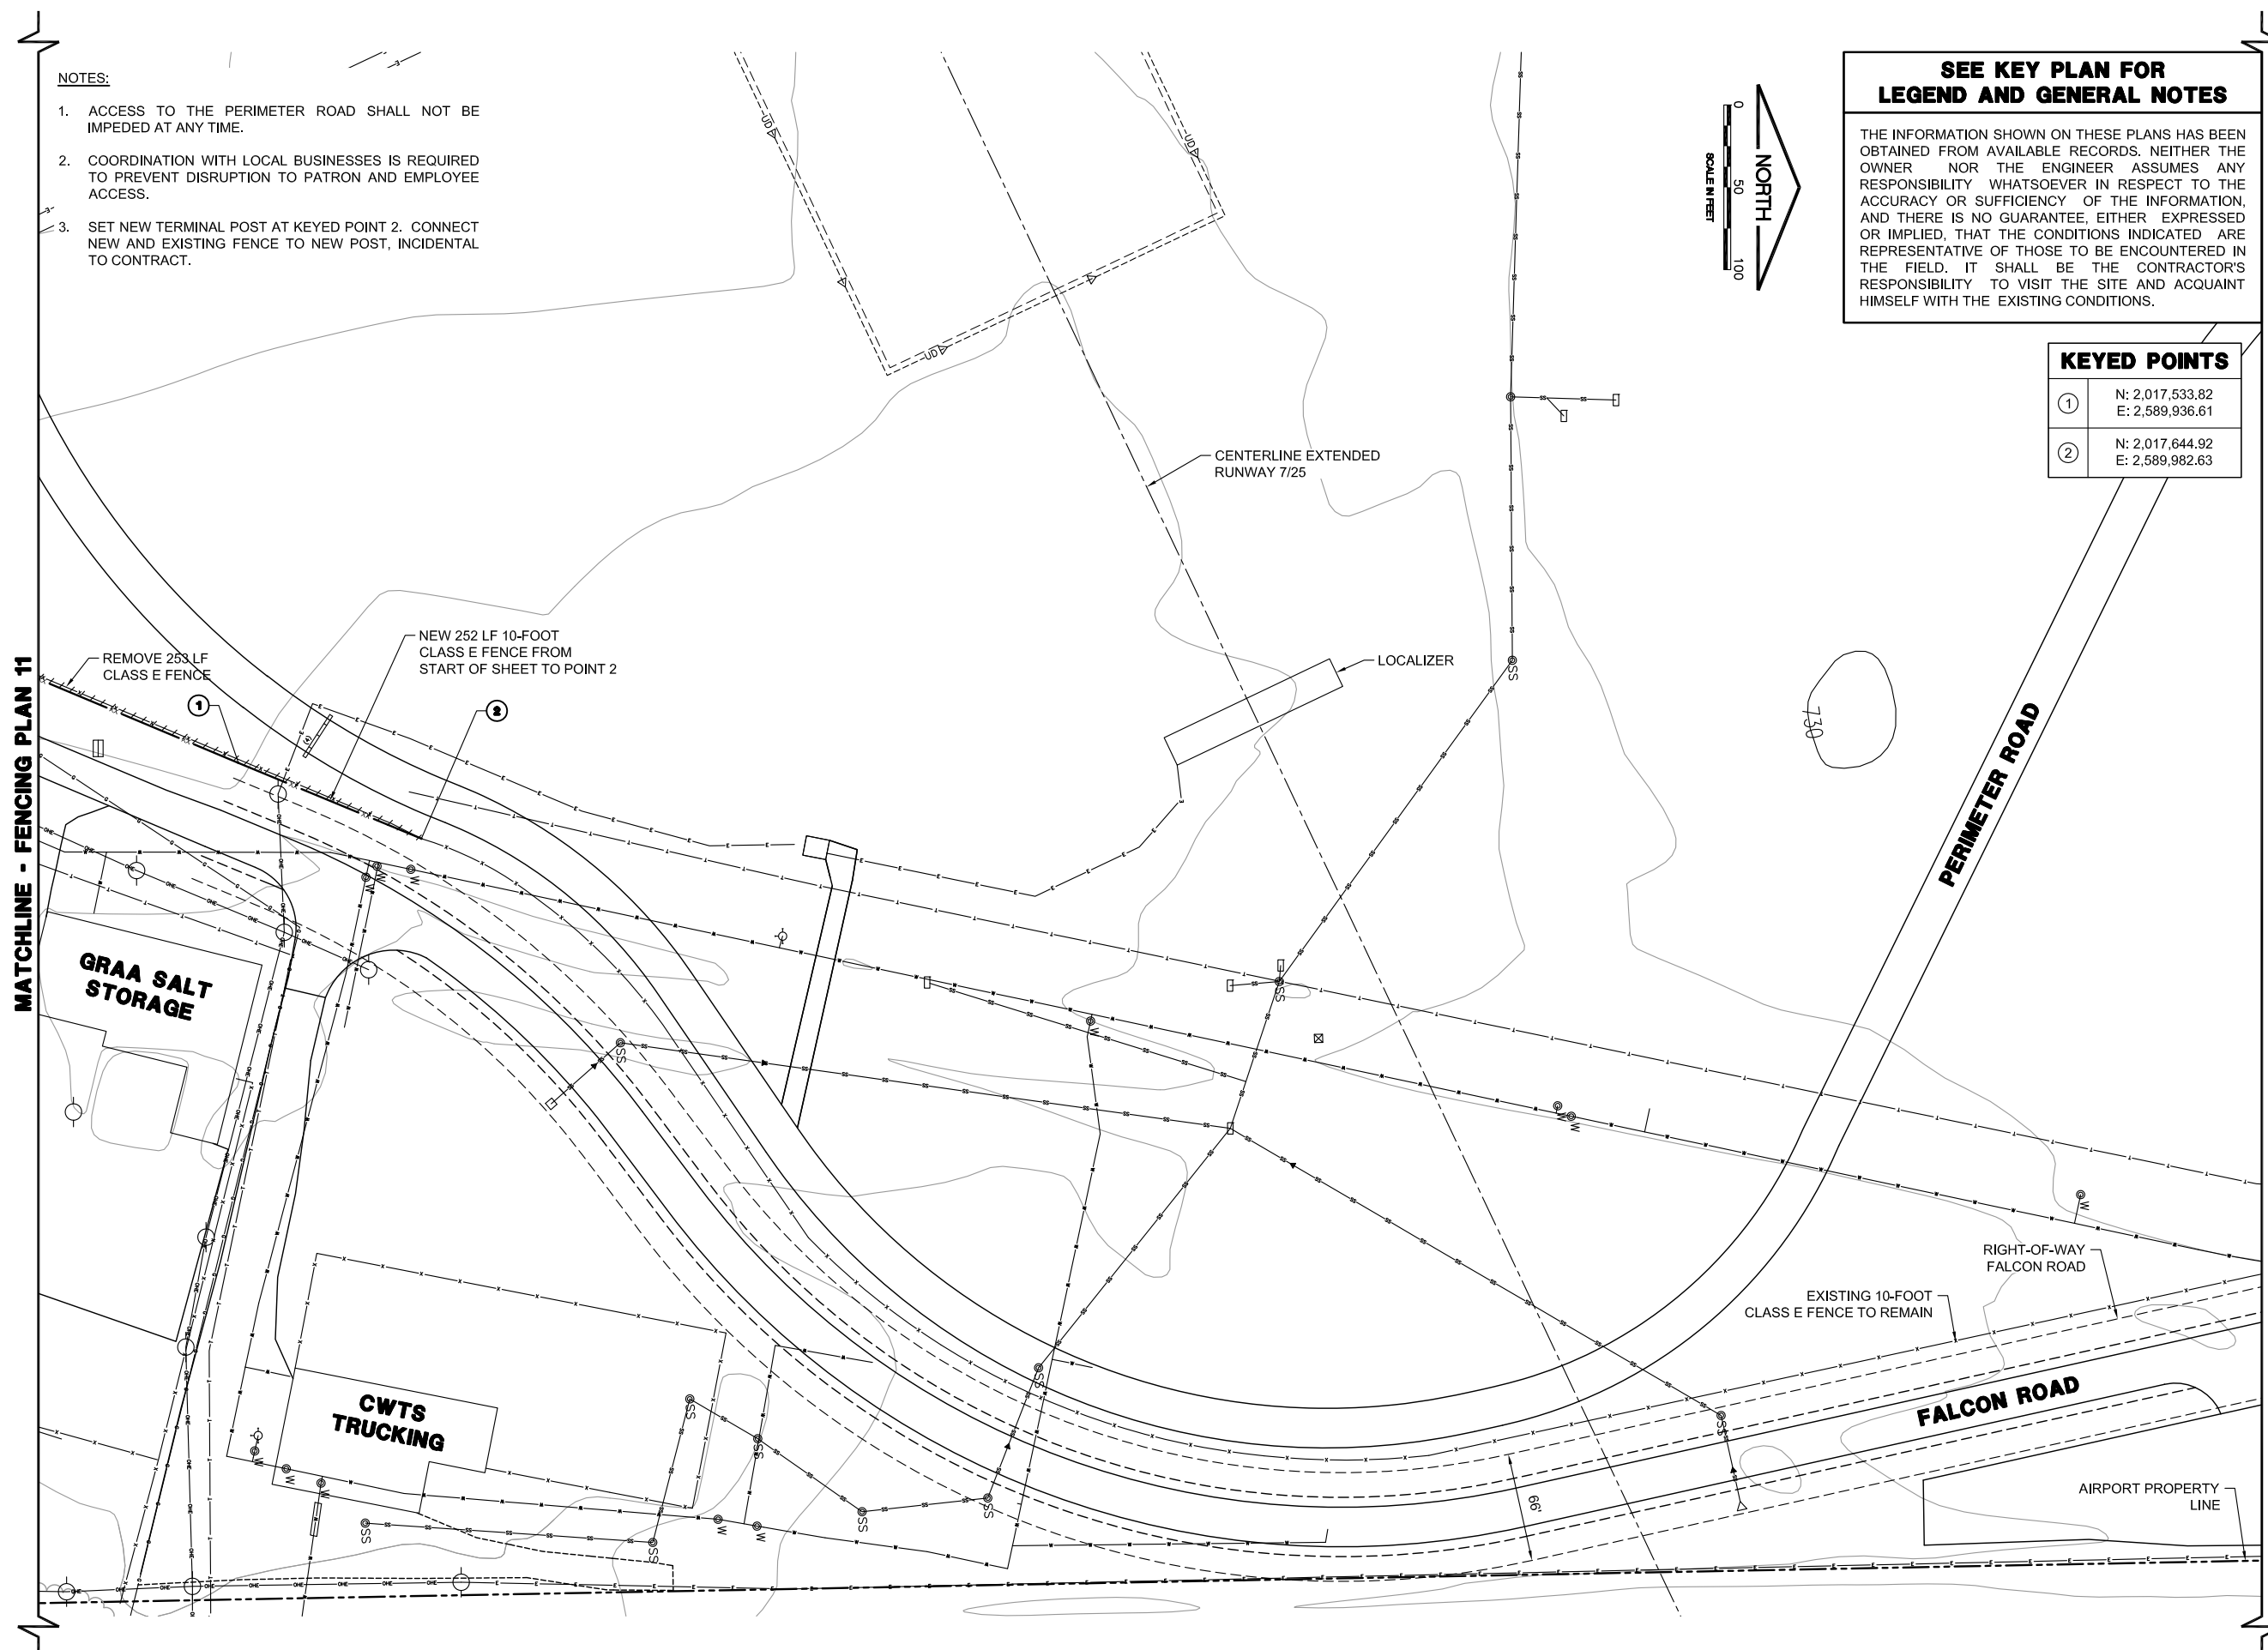 NOTES:
1. ACCESS TO THE PERIMETER ROAD SHALL NOT BE
IMPEDED AT ANY TIME.
2. COORDINATION WITH LOCAL BUSINESSES IS REQUIRED
TO PREVENT DISRUPTION TO PATRON AND EMPLOYEE
ACCESS.
3. SET NEW TERMINAL POST AT KEYED POINT 2. CONNECT
NEW AND EXISTING FENCE TO NEW POST, INCIDENTAL
TO CONTRACT.
SEE KEY PLAN FOR
LEGEND AND GENERAL NOTES
THE INFORMATION SHOWN ON THESE PLANS HAS BEEN
OBTAINED FROM AVAILABLE RECORDS. NEITHER THE
OWNER NOR THE ENGINEER ASSUMES ANY
RESPONSIBILITY WHATSOEVER IN RESPECT TO THE
ACCURACY OR SUFFICIENCY OF THE INFORMATION,
AND THERE IS NO GUARANTEE, EITHER EXPRESSED
OR IMPLIED, THAT THE CONDITIONS INDICATED ARE
REPRESENTATIVE OF THOSE TO BE ENCOUNTERED IN
THE FIELD. IT SHALL BE THE CONTRACTOR'S
RESPONSIBILITY TO VISIT THE SITE AND ACQUAINT
HIMSELF WITH THE EXISTING CONDITIONS.
0 50 100
SCALE IN FEET
NORTH
KEYED POINTS
1
N: 2,017,533.82
E: 2,589,936.61
2
N: 2,017,644.92
E: 2,589,982.63
UD
UD
UD
CENTERLINE EXTENDED
RUNWAY 7/25
MATCHLINE - FENCING PLAN 11
REMOVE 253 LF
CLASS E FENCE
NEW 252 LF 10-FOOT
CLASS E FENCE FROM
START OF SHEET TO POINT 2
1
2
(4)
LOCALIZER
730
PERIMETER ROAD
GRAA SALT
STORAGE
RIGHT-OF-WAY
FALCON ROAD
EXISTING 10-FOOT
CLASS E FENCE TO REMAIN
CWTS
TRUCKING
FALCON ROAD
66'
AIRPORT PROPERTY
LINE